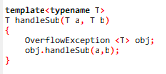 template<typename T>
T handleSub(T a, T b)
{
OverflowException <T> obj;
obj.handleSub(a,b);
}